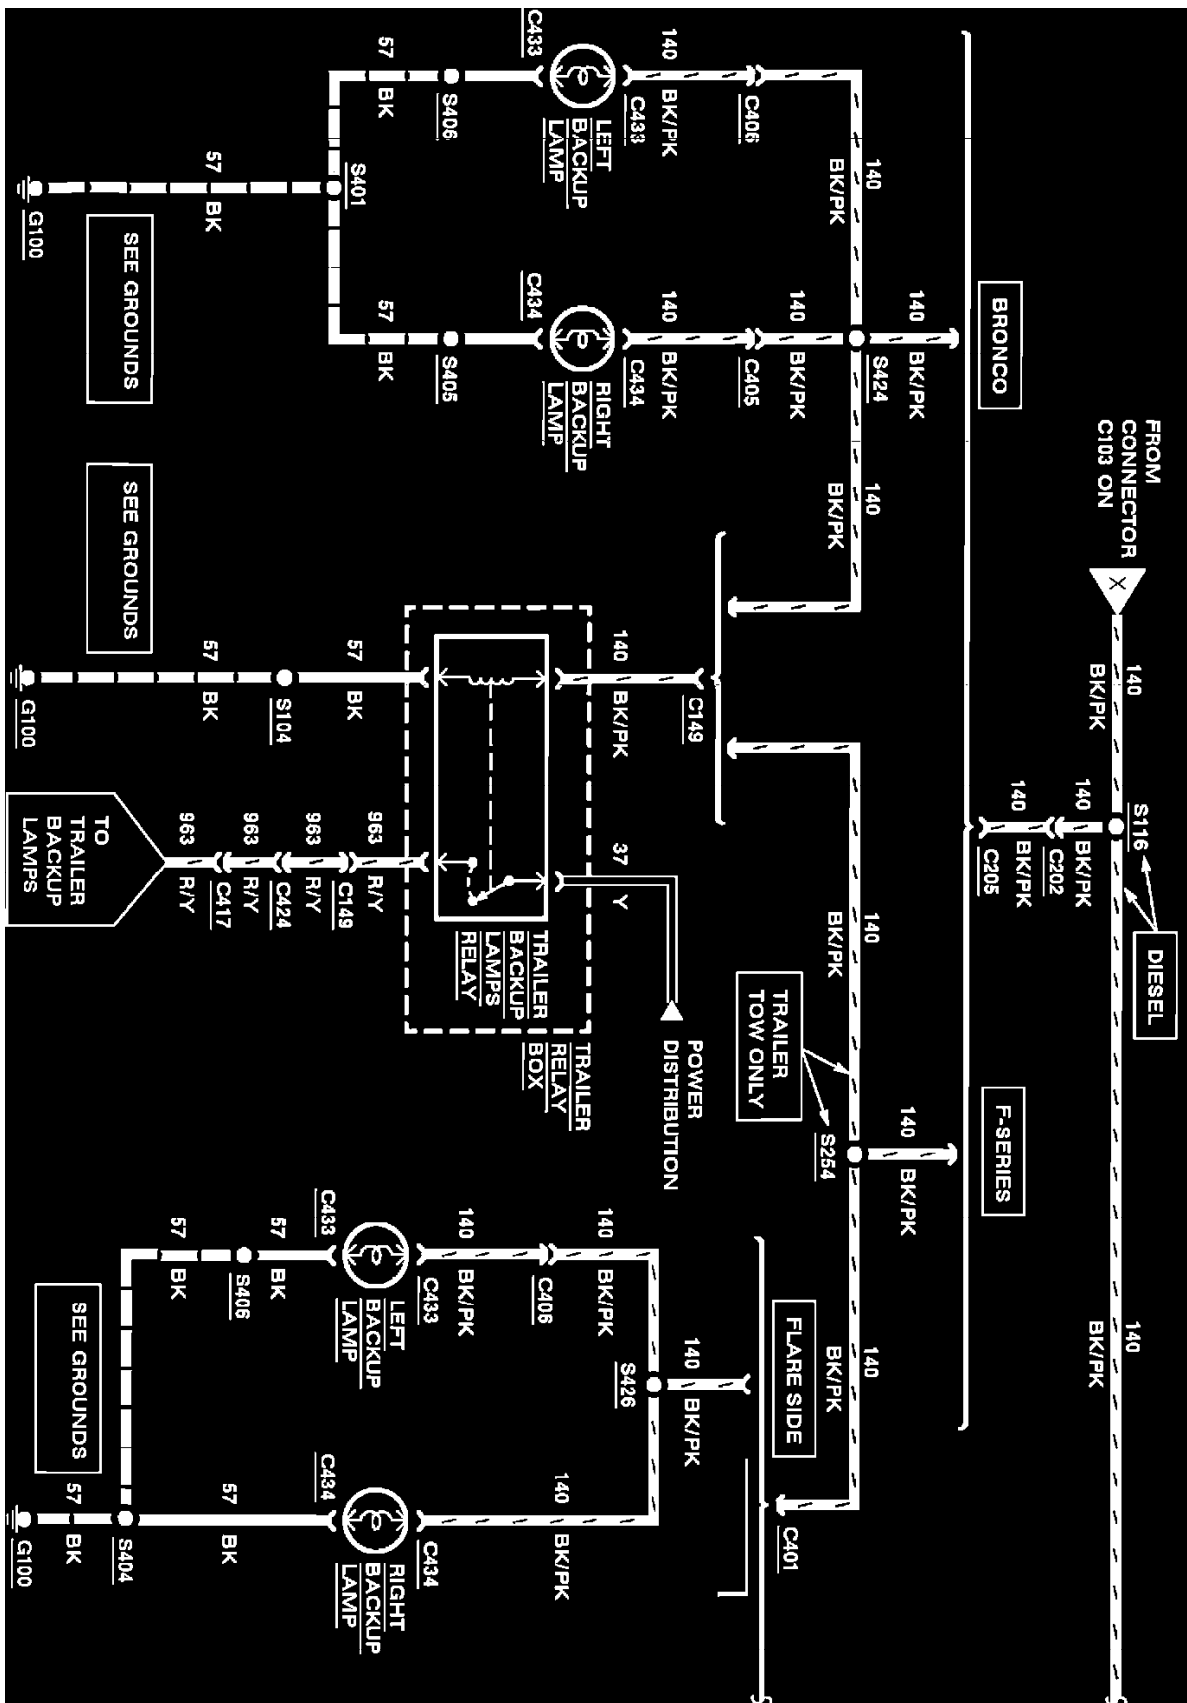 FROM
CONNECTOR
C103 ON
X
140
BK/PK
S116
DIESEL
140
BK/PK
140
BK/PK
C202
140
BK/PK
C205
BRONCO
F-SERIES
140
BK/PK
S424
140
BK/PK
140
BK/PK
140
BK/PK
C406
C405
140
BK/PK
140
BK/PK
C433
C434
LEFT
BACKUP
LAMP
RIGHT
BACKUP
LAMP
C433
C434
S406
S405
57
BK
57
BK
S401
57
BK
G100
SEE GROUNDS
140
BK/PK
S254
TRAILER
TOW ONLY
140
BK/PK
140
BK/PK
C401
C149
140
BK/PK
37
Y
POWER
DISTRIBUTION
TRAILER
RELAY
BOX
TRAILER
BACKUP
LAMPS
RELAY
57
BK
S104
57
BK
G100
SEE GROUNDS
963
R/Y
C149
963
R/Y
C424
963
R/Y
C417
963
R/Y
TO
TRAILER
BACKUP
LAMPS
FLARE SIDE
140
BK/PK
S426
140
BK/PK
C406
140
BK/PK
140
BK/PK
C433
C434
LEFT
BACKUP
LAMP
RIGHT
BACKUP
LAMP
C433
C434
57
BK
S406
57
BK
57
BK
S404
57
BK
G100
SEE GROUNDS